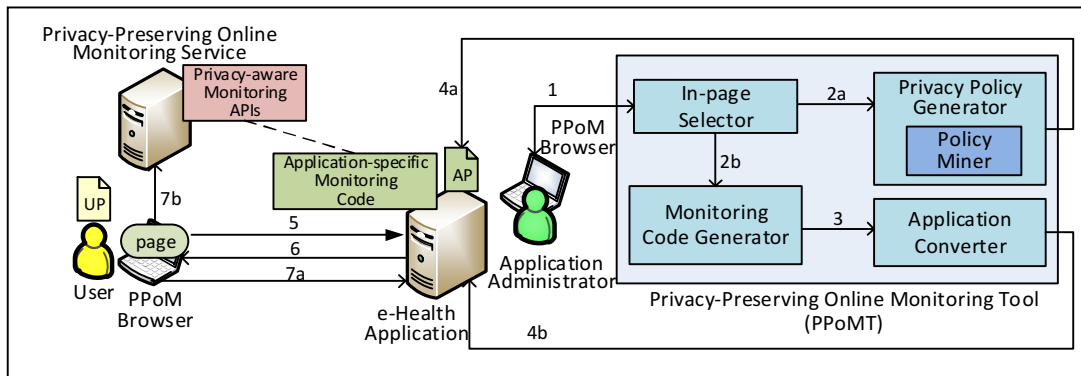 Privacy-Preserving Online
Monitoring Service
Privacy-aware
Monitoring
APIs
4a
1
In-page
Selector
2a
Privacy Policy
Generator
Policy
Miner
PPoM
Browser
Application-specific
Monitoring
Code
AP
2b
UP
7b
page
5
6
7a
Monitoring
Code Generator
3
Application
Converter
User
PPoM
Browser
e-Health
Application
Application
Administrator
Privacy-Preserving Online Monitoring Tool
(PPoMT)
4b